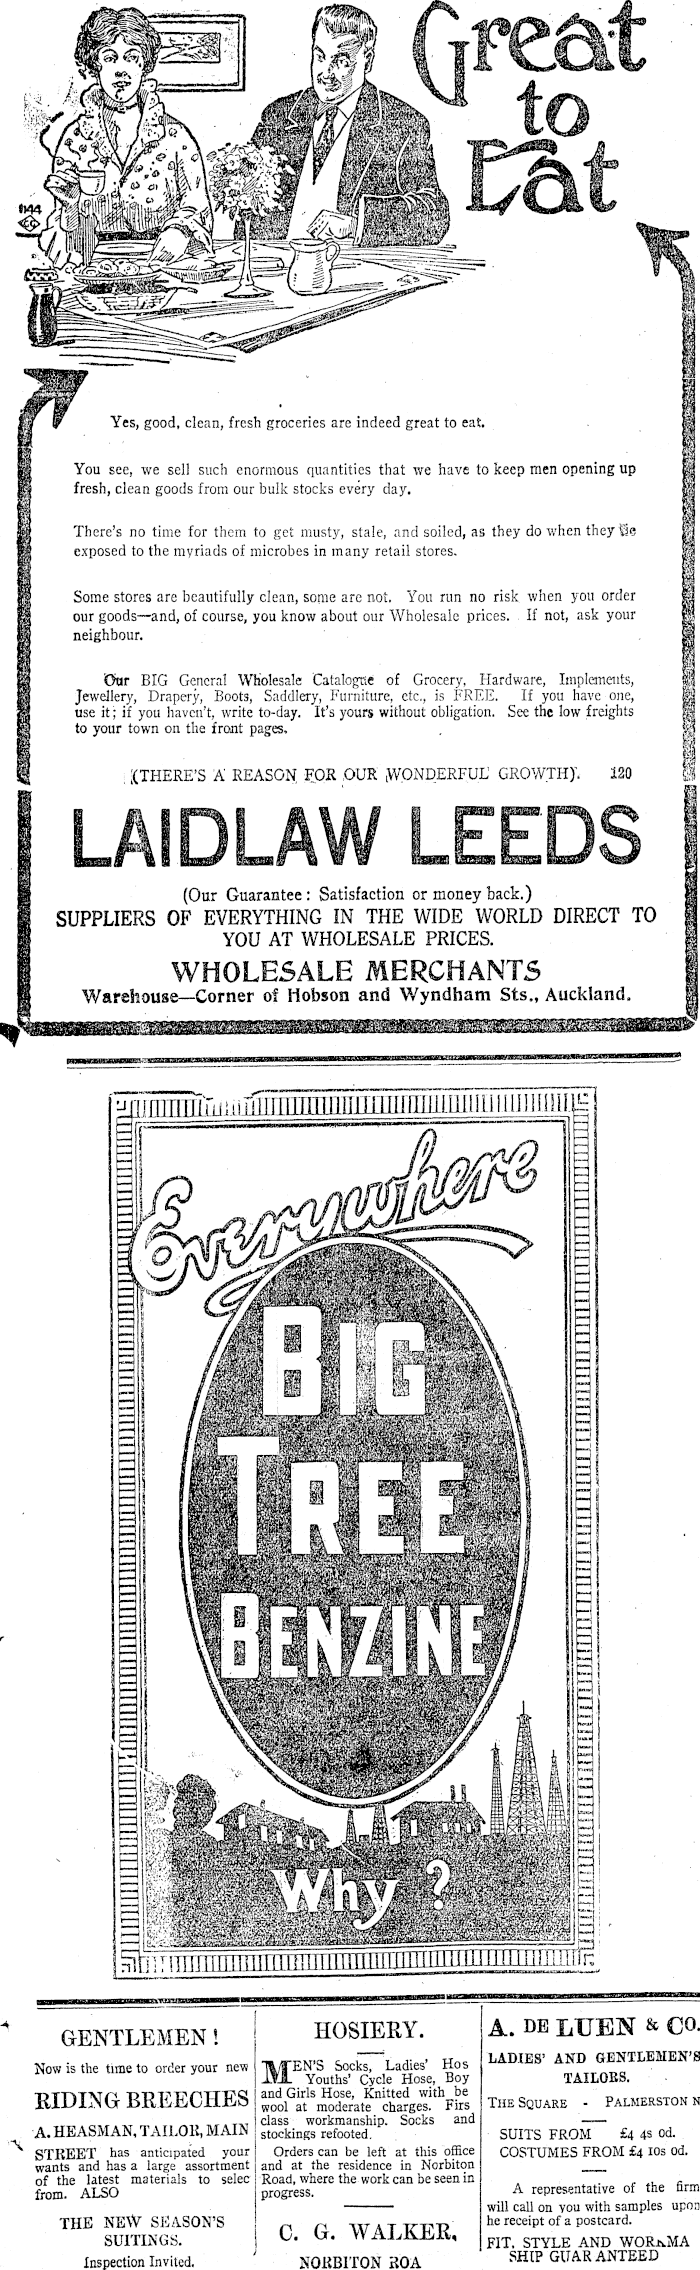 Great
to
Eat
1144
Yes, good, clean, fresh groceries are indeed great to eat.
You see, we sell such enormous quantities that we have to keep men opening up
fresh, clean goods from our bulk stocks every day.
There's no time for them to get musty, stale, and soiled, as they do when they lie
exposed to the myriads of microbes in many retail stores.
Some stores are beautifully clean, some are not. You run no risk when you order
our goods—and, of course, you know about our Wholesale prices. If not, ask your
neighbour.
Our BIG General Wholesale Catalogue of Grocery, Hardware, Implements,
Jewellery, Drapery, Boots, Saddlery, Furniture, etc., is FREE. If you have one,
use it; if you haven't, write to-day. It's yours without obligation. See the low freights
to your town on the front pages.
(THERE'S A REASON FOR OUR WONDERFUL GROWTH). 120
LAIDLAW LEEDS
(Our Guarantee: Satisfaction or money back.)
SUPPLIERS OF EVERYTHING IN THE WIDE WORLD DIRECT TO
YOU AT WHOLESALE PRICES.
WHOLESALE MERCHANTS
Warehouse—Corner of Hobson and Wyndham Sts., Auckland.
Everywhere
BIG
TREE
BENZINE
Why?
GENTLEMEN!
Now is the time to order your new
RIDING BREECHES
A. HEASMAN, TAILOR, MAIN
STREET has anticipated your
wants and has a large assortment
of the latest materials to selec
from. ALSO
THE NEW SEASON'S
SUITINGS.
Inspection Invited.
HOSIERY.
MEN'S Socks, Ladies' Hos
Youths' Cycle Hose, Boy
and Girls Hose, Knitted with be
wool at moderate charges. Firs
class workmanship. Socks and
stockings refooted.
Orders can be left at this office
and at the residence in Norbiton
Road, where the work can be seen in
progress.
C. G. WALKER,
NORBITON ROA
A. DE LUEN & CO.
LADIES' AND GENTLEMEN'S
TAILORS.
THE SQUARE - PALMERSTON N
SUITS FROM £4 4s 0d.
COSTUMES FROM £4 10s 0d.
A representative of the firm
will call on you with samples upon
he receipt of a postcard.
FIT, STYLE AND WORKMA
SHIP GUARANTEED